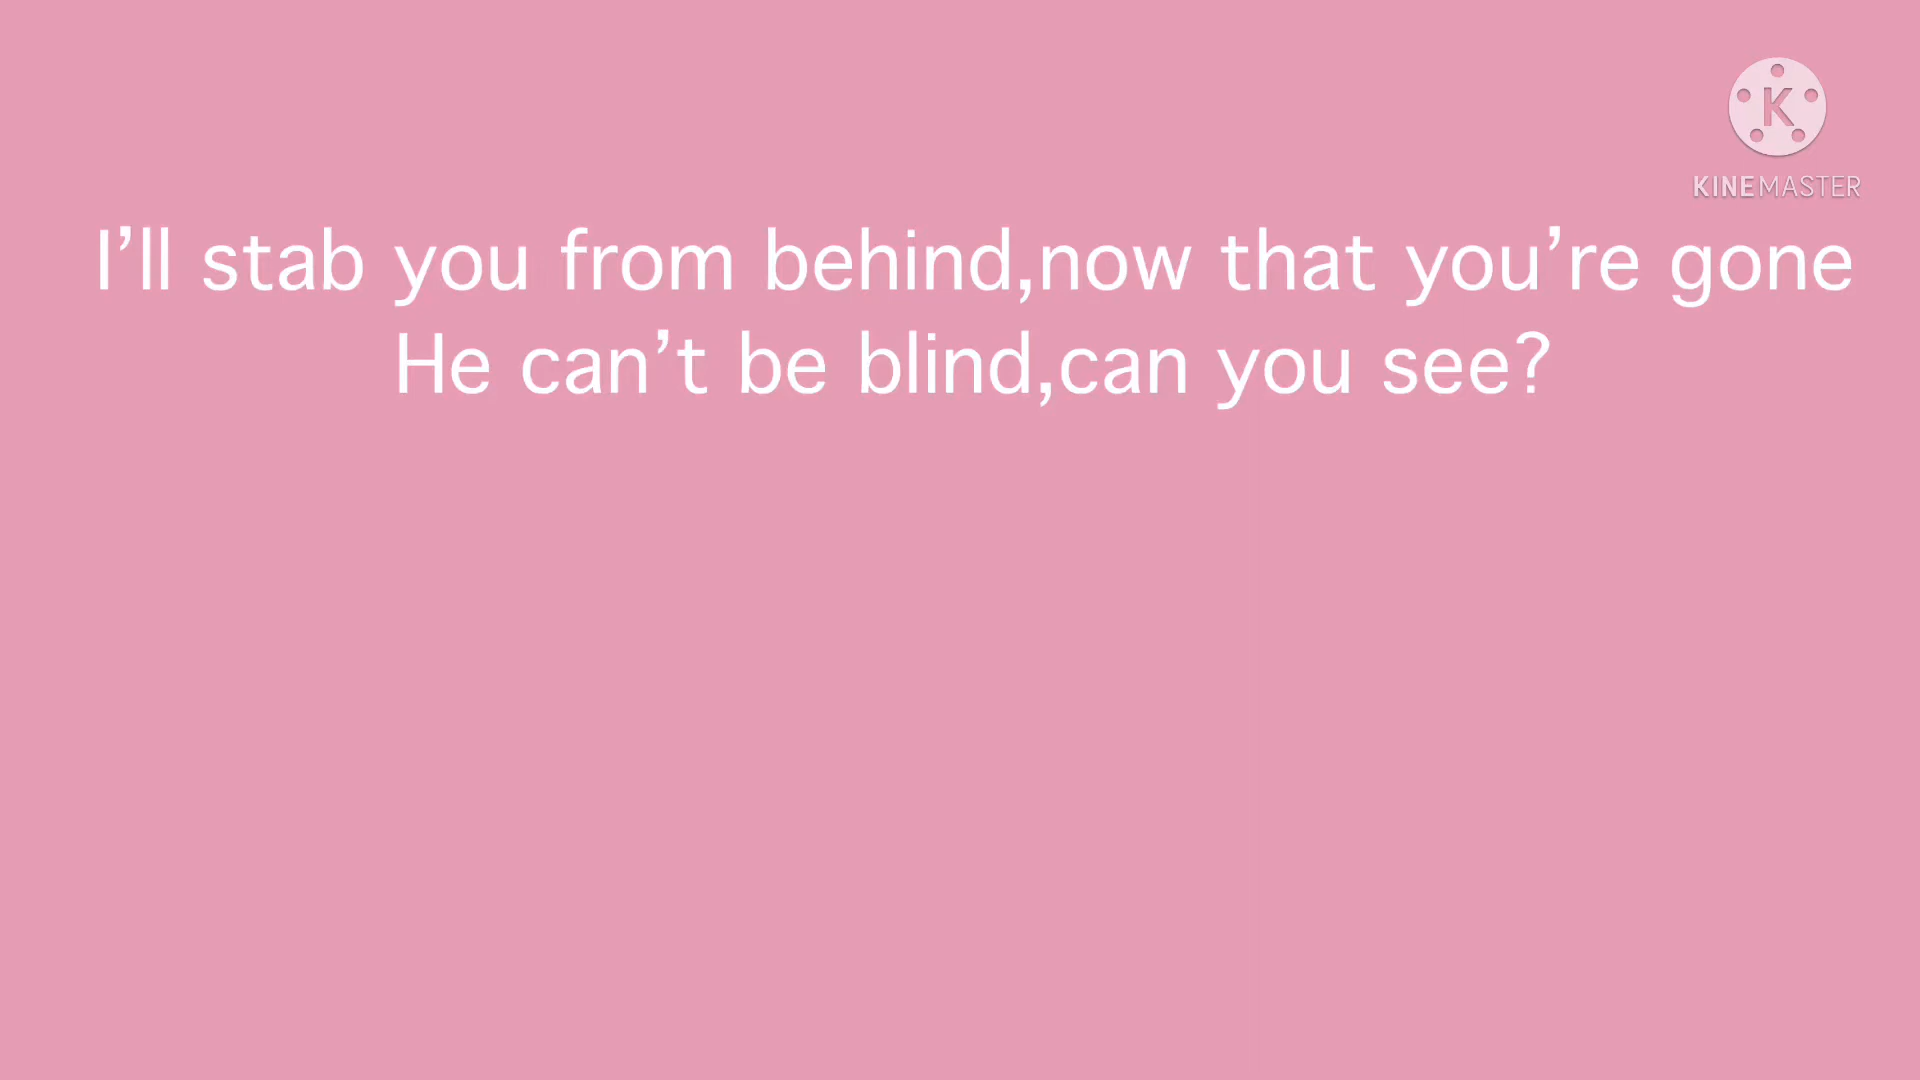 K
KINEMASTER
I’ll stab you from behind,now that you’re gone
He can’t be blind,can you see?